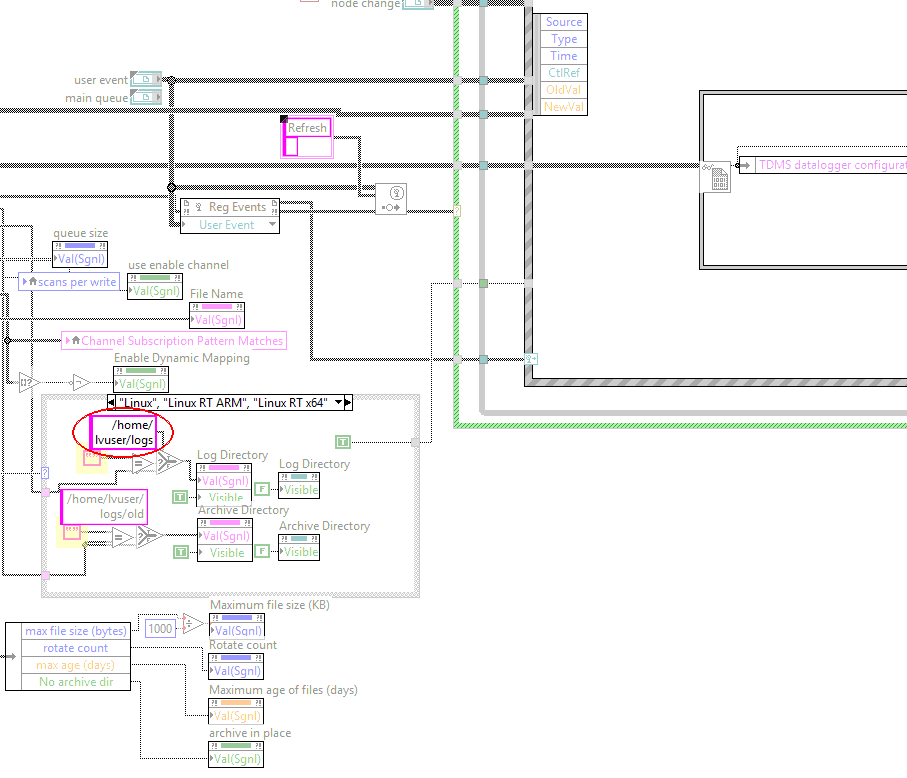 node change
Source
Type
Time
CtlRef
OldVal
NewVal
user event
main queue
Refresh
TDMS datalogger configurat
Reg Events
User Event
queue size
Val(Sgnl)
scans per write
use enable channel
Val(Sgnl)
File Name
Val(Sgnl)
Channel Subscription Pattern Matches
Enable Dynamic Mapping
Val(Sgnl)
"Linux", "Linux RT ARM", "Linux RT x64"
/home/
lvuser/logs
T
Log Directory
Val(Sgnl)
T
Visible
F
Log Directory
Visible
/home/lvuser/
logs/old
Archive Directory
Val(Sgnl)
T
Visible
F
Archive Directory
Visible
Maximum file size (KB)
1000
Val(Sgnl)
max file size (bytes)
rotate count
max age (days)
No archive dir
Rotate count
Val(Sgnl)
Maximum age of files (days)
Val(Sgnl)
archive in place
Val(Sgnl)